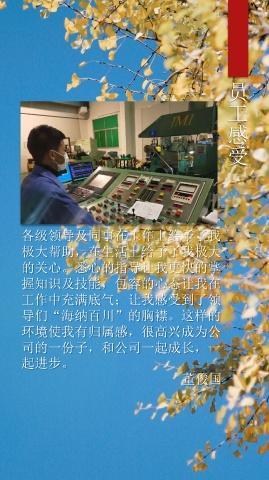 员工感受
各级领导及同事在工作上给予了我
极大帮助，在生活上给予了我极大
的关心。悉心的指导让我更快的掌
握知识及技能，包容的心态让我在
工作中充满底气；让我感受到了领
导们“海纳百川”的胸襟。这样的
环境使我有归属感，很高兴成为公
司的一份子，和公司一起成长，一
起进步。
董俊国